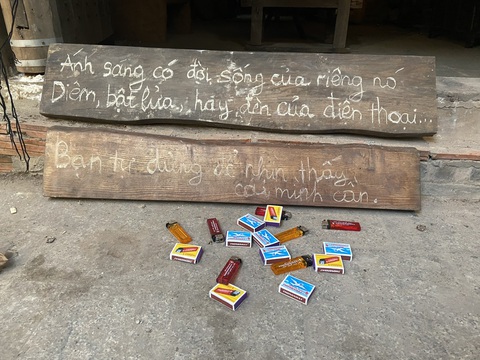 Ánh sáng có đời sống của riêng nó
Diêm, bật lửa, hay đèn của điện thoại...
Bạn tự dùng để nhìn thấy
cái mình cần.